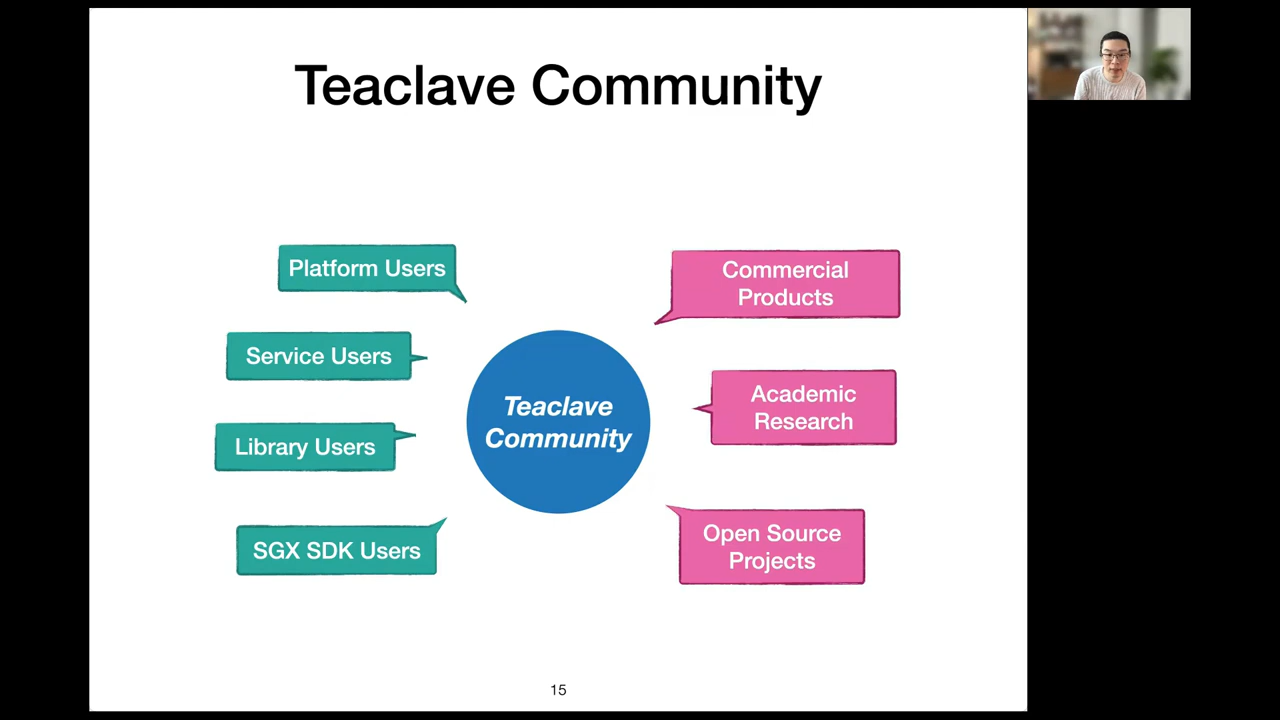 Teaclave Community
Platform Users
Service Users
Library Users
SGX SDK Users
Teaclave
Community
Commercial
Products
Academic
Research
Open Source
Projects
15